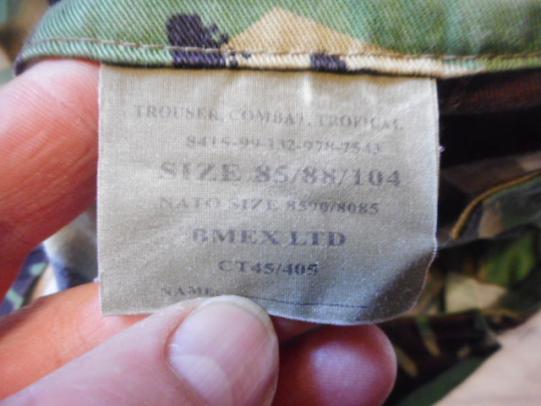 TROUSER, COMBAT, TROPICAL
8415-99-132-978-7543
SIZE 85/88/104
NATO SIZE 8590/8085
BMEX LTD
CT45/405
NAME: